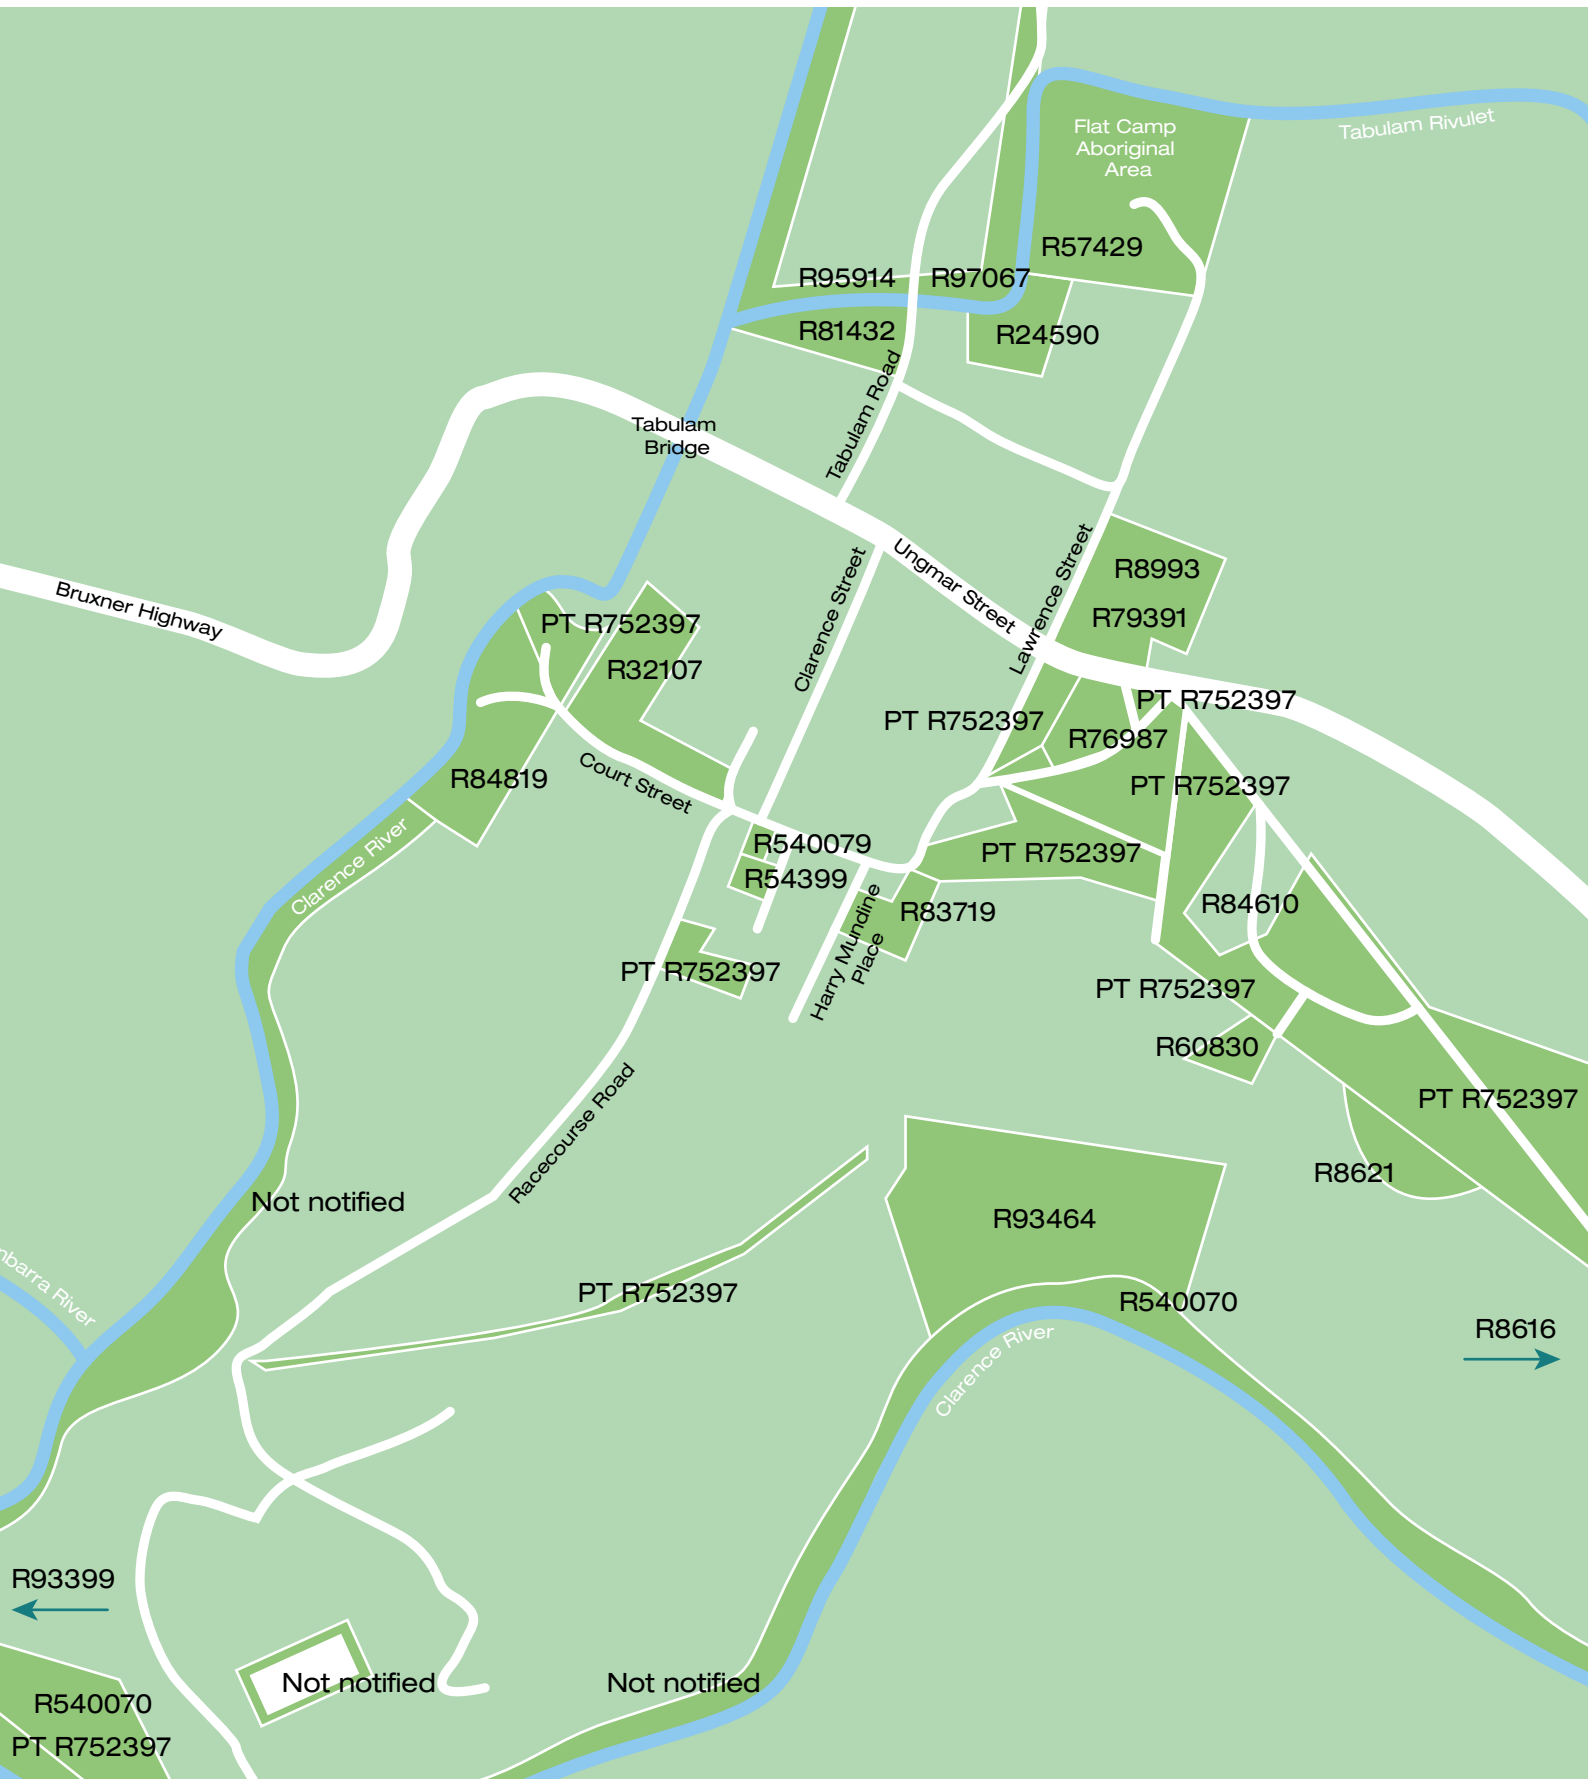 Flat Camp
Aboriginal
Area
Tabulam Rivulet
R57429
R95914
R97067
R81432
R24590
Tabulam Road
Tabulam
Bridge
Ungmar Street
Lawrence Street
Clarence Street
Bruxner Highway
R8993
R79391
PT R752397
R32107
PT R752397
PT R752397
R76987
R84819
Court Street
PT R752397
Clarence River
R540079
PT R752397
R54399
R84610
R83719
Harry Mundine
Place
PT R752397
PT R752397
R60830
Racecourse Road
PT R752397
R8621
Not notified
R93464
nbarra River
PT R752397
R540070
R8616
Clarence River
R93399
Not notified
Not notified
R540070
PT R752397